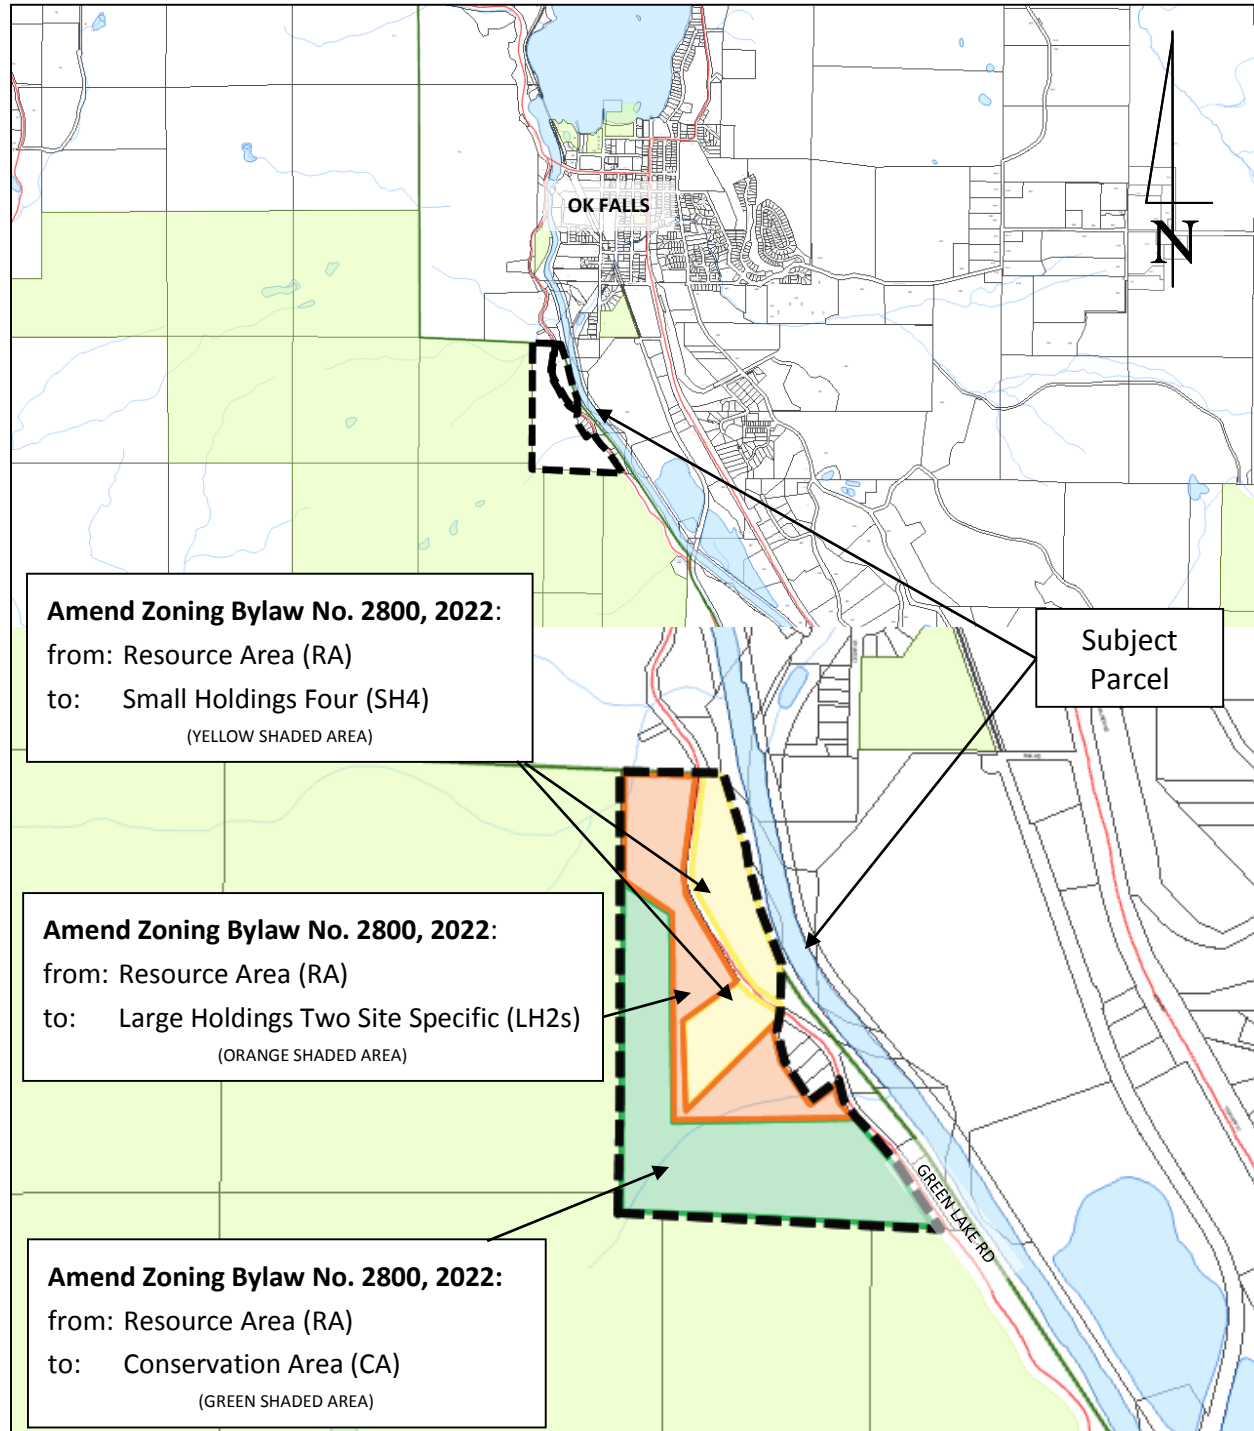 OK FALLS
N
Amend Zoning Bylaw No. 2800, 2022:
from: Resource Area (RA)
to: Small Holdings Four (SH4)
(YELLOW SHADED AREA)
Subject
Parcel
Amend Zoning Bylaw No. 2800, 2022:
from: Resource Area (RA)
to: Large Holdings Two Site Specific (LH2s)
(ORANGE SHADED AREA)
GREEN LAKE RD
Amend Zoning Bylaw No. 2800, 2022:
from: Resource Area (RA)
to: Conservation Area (CA)
(GREEN SHADED AREA)